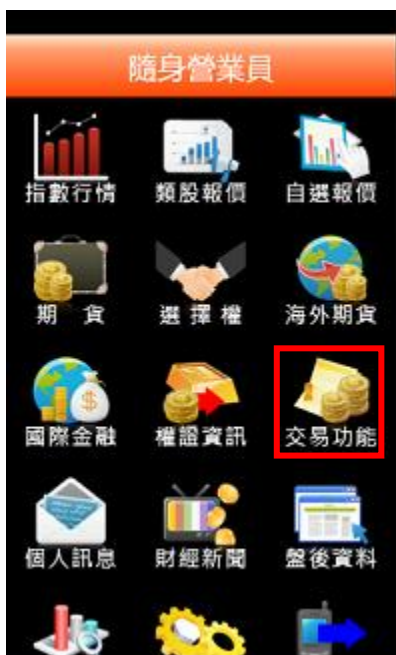 隨身營業員
指數行情 類股報價 自選報價
期 貨 選擇權 海外期貨
國際金融 權證資訊 交易功能
個人訊息 財經新聞 盤後資料